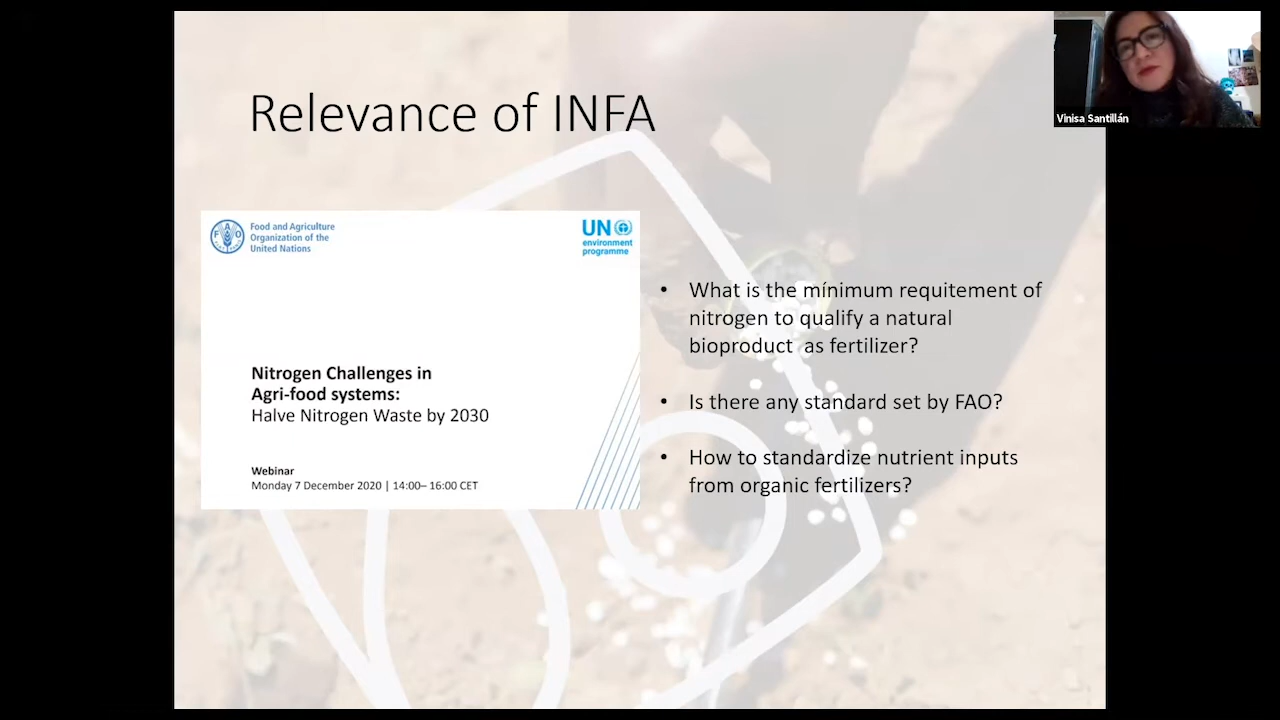 Relevance of INFA
Vinisa Santillán
FAO
Food and Agriculture
Organization of the
United Nations
UN
environment
programme
Nitrogen Challenges in
Agri-food systems:
Halve Nitrogen Waste by 2030
Webinar
Monday 7 December 2020 | 14:00– 16:00 CET
• What is the mínimum requitement of
nitrogen to qualify a natural
bioproduct as fertilizer?
• Is there any standard set by FAO?
• How to standardize nutrient inputs
from organic fertilizers?